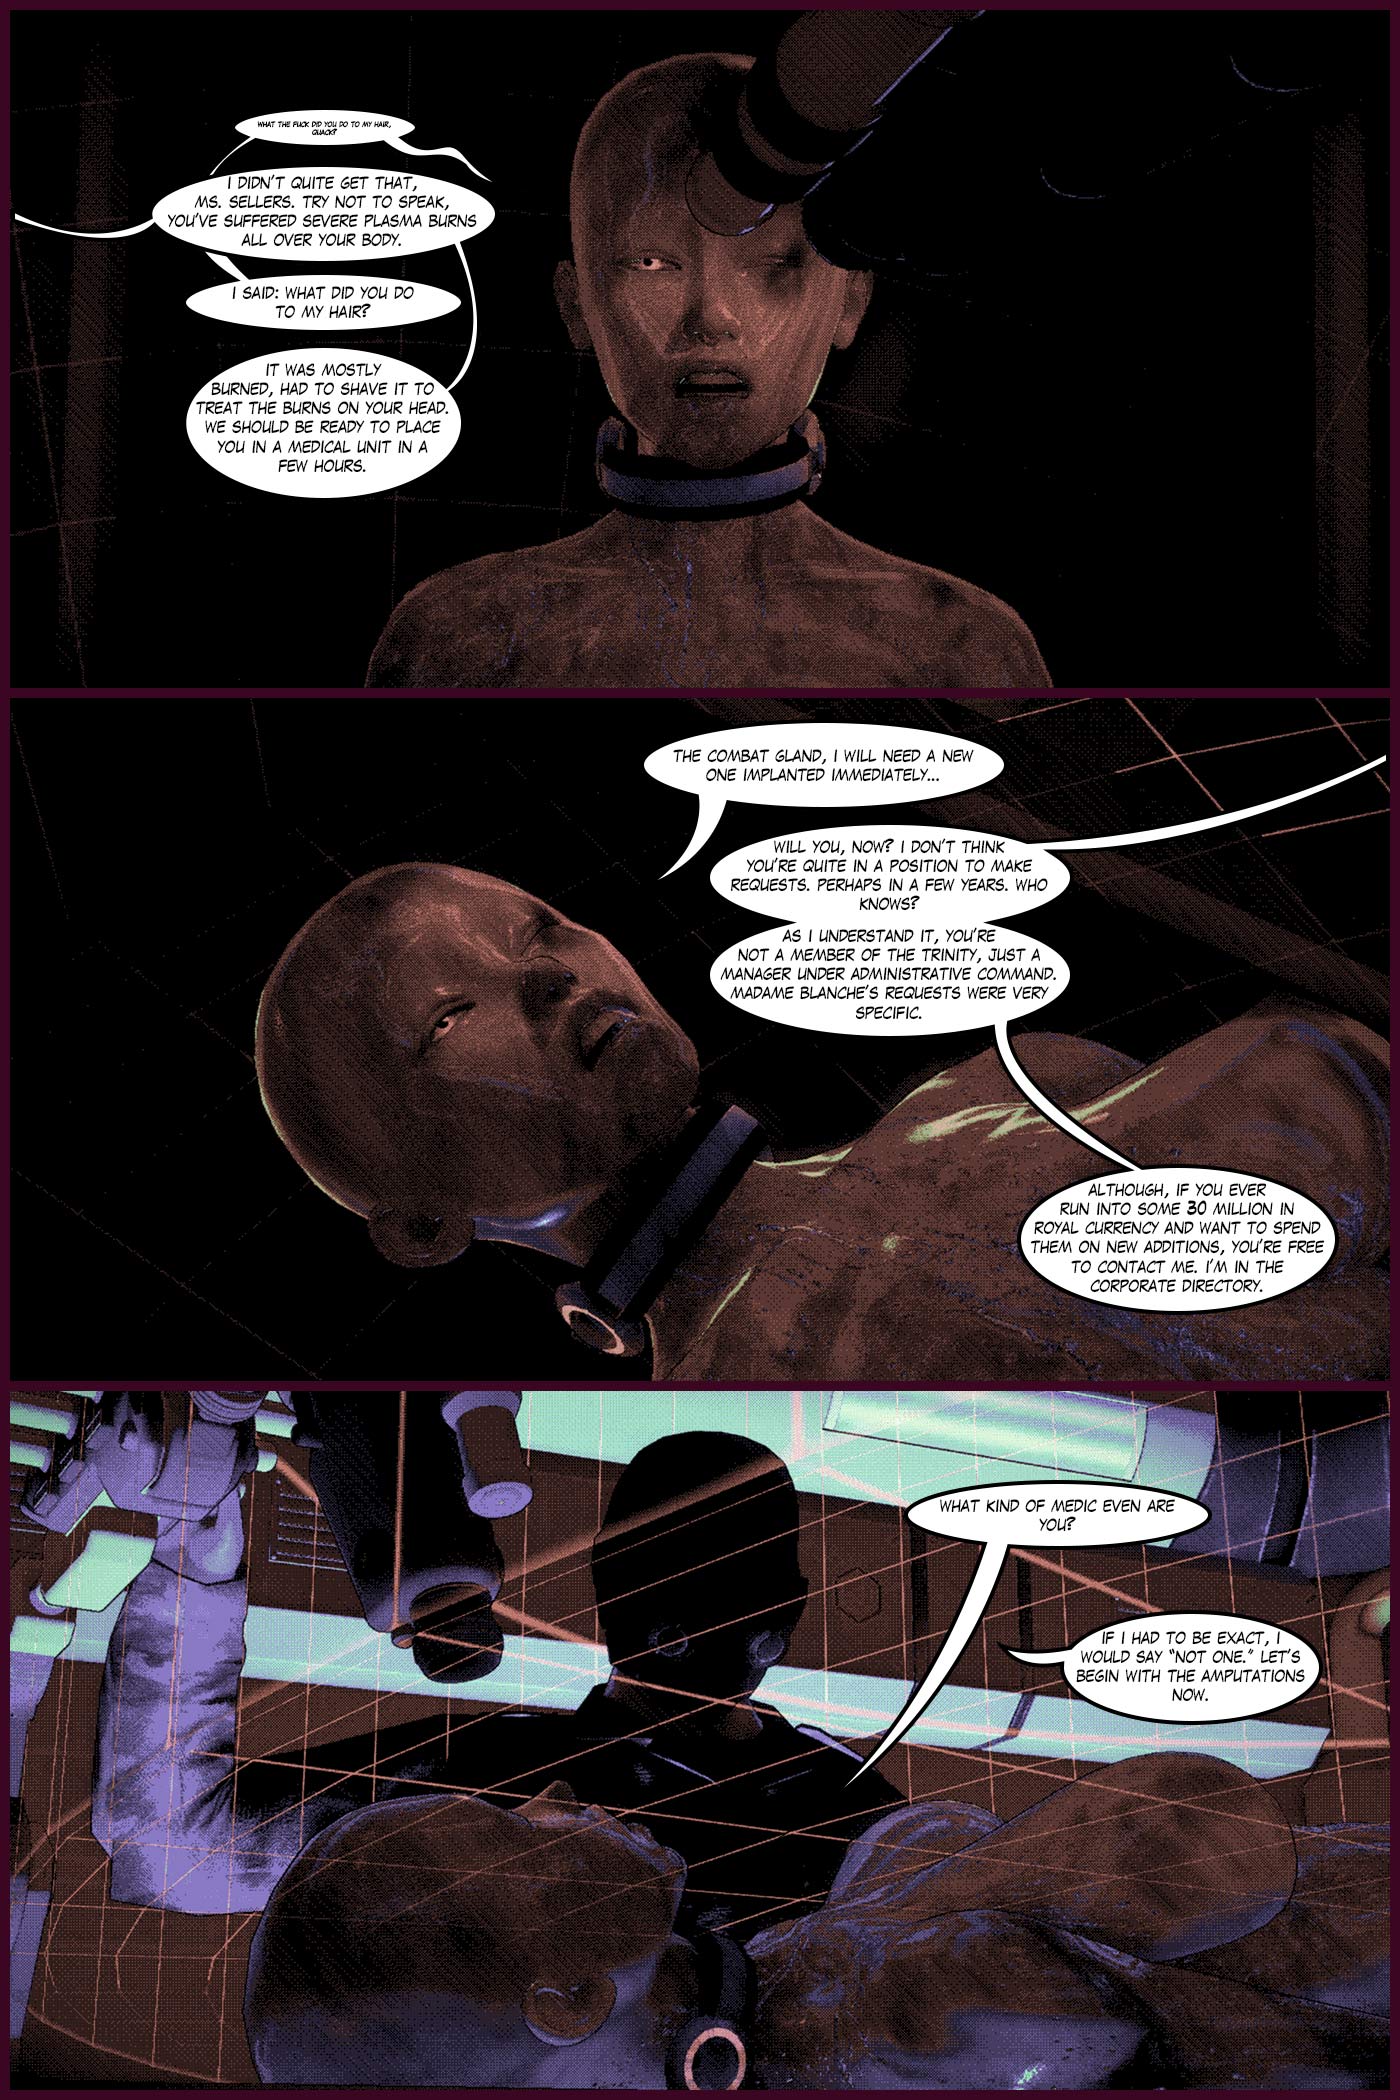 WHAT THE FUCK DID YOU DO TO MY HAIR,
QUACK?
I DIDN'T QUITE GET THAT,
MS. SELLERS. TRY NOT TO SPEAK,
YOU'VE SUFFERED SEVERE PLASMA BURNS
ALL OVER YOUR BODY.
I SAID: WHAT DID YOU DO
TO MY HAIR?
IT WAS MOSTLY
BURNED, HAD TO SHAVE IT TO
TREAT THE BURNS ON YOUR HEAD.
WE SHOULD BE READY TO PLACE
YOU IN A MEDICAL UNIT IN A
FEW HOURS.
THE COMBAT GLAND, I WILL NEED A NEW
ONE IMPLANTED IMMEDIATELY...
WILL YOU, NOW? I DON'T THINK
YOU'RE QUITE IN A POSITION TO MAKE
REQUESTS. PERHAPS IN A FEW YEARS. WHO
KNOWS?
AS I UNDERSTAND IT, YOU'RE
NOT A MEMBER OF THE TRINITY, JUST A
MANAGER UNDER ADMINISTRATIVE COMMAND.
MADAME BLANCHE'S REQUESTS WERE VERY
SPECIFIC.
ALTHOUGH, IF YOU EVER
RUN INTO SOME 30 MILLION IN
ROYAL CURRENCY AND WANT TO SPEND
THEM ON NEW ADDITIONS, YOU'RE FREE
TO CONTACT ME. I'M IN THE
CORPORATE DIRECTORY.
WHAT KIND OF MEDIC EVEN ARE
YOU?
IF I HAD TO BE EXACT, I
WOULD SAY "NOT ONE." LET'S
BEGIN WITH THE AMPUTATIONS
NOW.